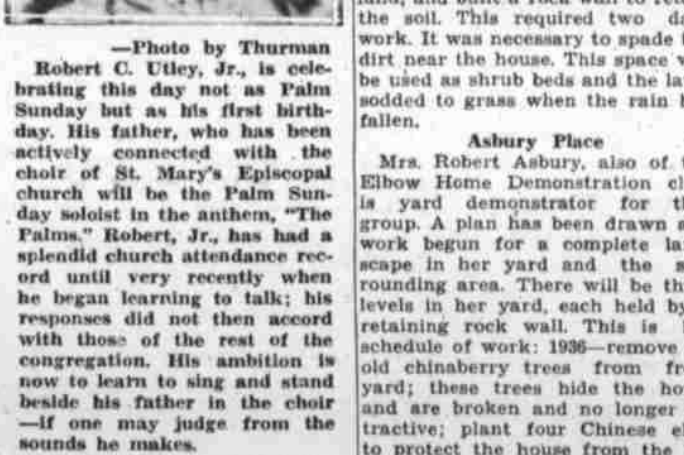 —Photo by Thurman
Robert C. Utley, Jr., is cele-
brating this day not as Palm
Sunday but as his first birth-
day. His father, who has been
actively connected with the
choir of St. Mary's Episcopal
church will be the Palm Sun-
day soloist in the anthem, "The
Palms." Robert, Jr., has had a
splendid church attendance rec-
ord until very recently when
he began learning to talk; his
responses did not then accord
with those of the rest of the
congregation. His ambition is
now to learn to sing and stand
beside his father in the choir
—if one may judge from the
sounds he makes.
the soil. This required two
work. It was necessary to spade
dirt near the house. This space
be used as shrub beds and the
sodded to grass when the rain
fallen.
Asbury Place
Mrs. Robert Asbury, also of
Elbow Home Demonstration
is yard demonstrator for
group. A plan has been drawn
work begun for a complete
scape in her yard and the
rounding area. There will be
levels in her yard, each held by
retaining rock wall. This is
schedule of work: 1936—remove
old chinaberry trees from
yard; these trees hide the
and are broken and no longer
tractive; plant four Chinese
to protect the house from the